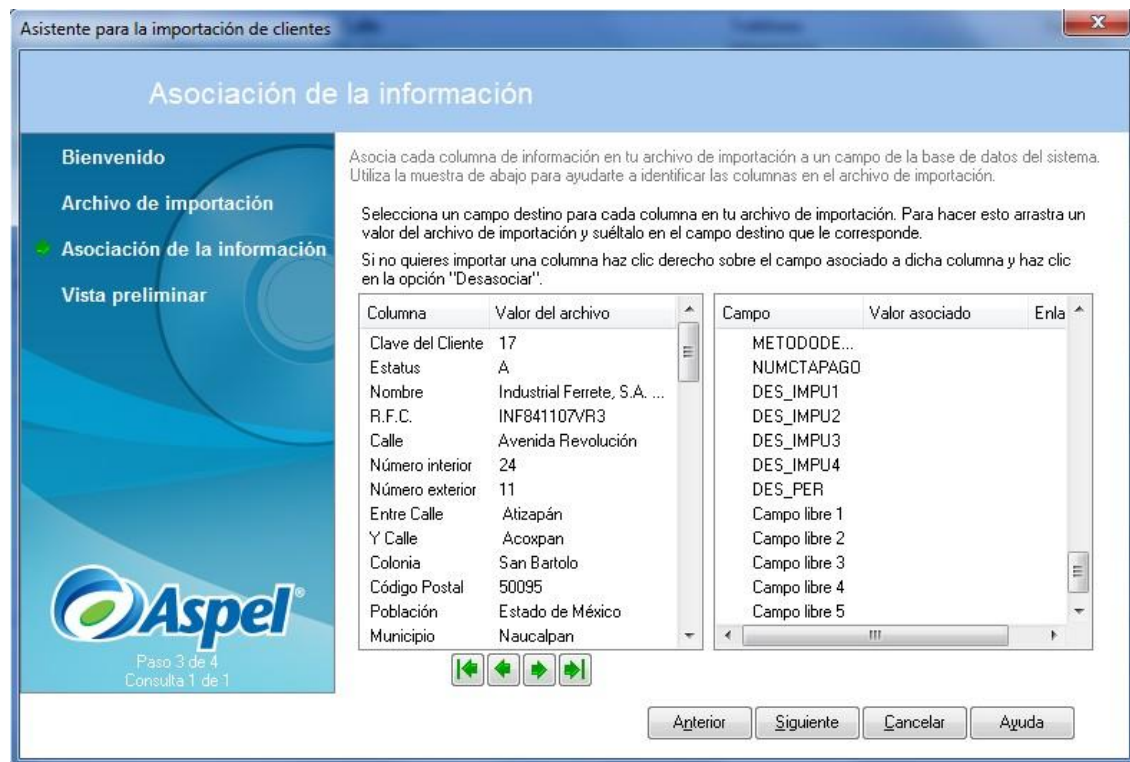 Asistente para la importación de clientes
Asociación de la información
Bienvenido
Archivo de importación
Asociación de la información
Vista preliminar
Asocia cada columna de información en tu archivo de importación a un campo de la base de datos del sistema.
Utiliza la muestra de abajo para ayudarte a identificar las columnas en el archivo de importación.
Selecciona un campo destino para cada columna en tu archivo de importación. Para hacer esto arrastra un
valor del archivo de importación y suéltalo en el campo destino que le corresponde.
Si no quieres importar una columna haz clic derecho sobre el campo asociado a dicha columna y haz clic
en la opción "Desasociar".
Columna Valor del archivo
Clave del Cliente 17
Estatus A
Nombre Industrial Ferrete, S.A. ...
R.F.C. INF841107VR3
Calle Avenida Revolución
Número interior 24
Número exterior 11
Entre Calle Atizapán
Y Calle Acoxpan
Colonia San Bartolo
Código Postal 50095
Población Estado de México
Municipio Naucalpan
Campo Valor asociado Enla
METODODE...
NUMCTAPAGO
DES_IMPU1
DES_IMPU2
DES_IMPU3
DES_IMPU4
DES_PER
Campo libre 1
Campo libre 2
Campo libre 3
Campo libre 4
Campo libre 5
Aspel®
Paso 3 de 4
Consulta 1 de 1
Anterior Siguiente Cancelar Ayuda